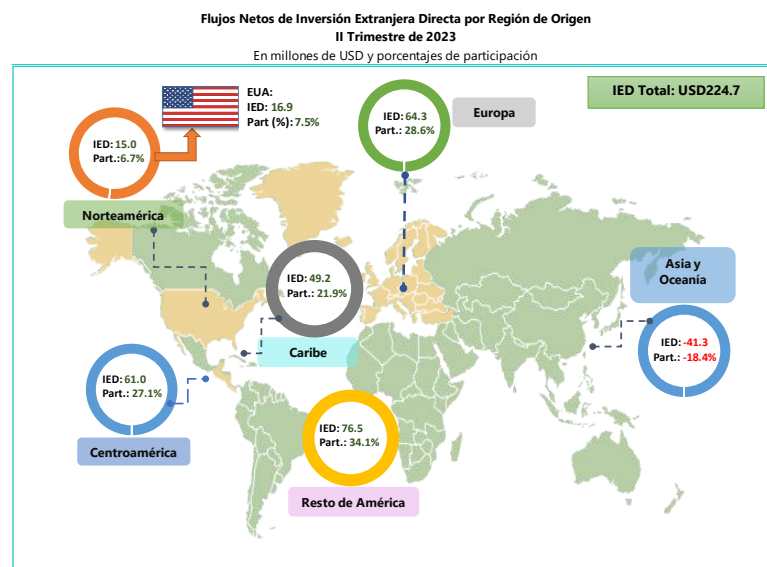 Flujos Netos de Inversión Extranjera Directa por Región de Origen
II Trimestre de 2023
En millones de USD y porcentajes de participación
IED Total: USD224.7
EUA:
IED: 16.9
Part (%): 7.5%
IED: 15.0
Part.:6.7%
Norteamérica
IED: 64.3
Part.: 28.6%
Europa
IED: 49.2
Part.: 21.9%
Caribe
Asia y
Oceanía
IED: -41.3
Part.: -18.4%
IED: 61.0
Part.: 27.1%
Centroamérica
IED: 76.5
Part.: 34.1%
Resto de América